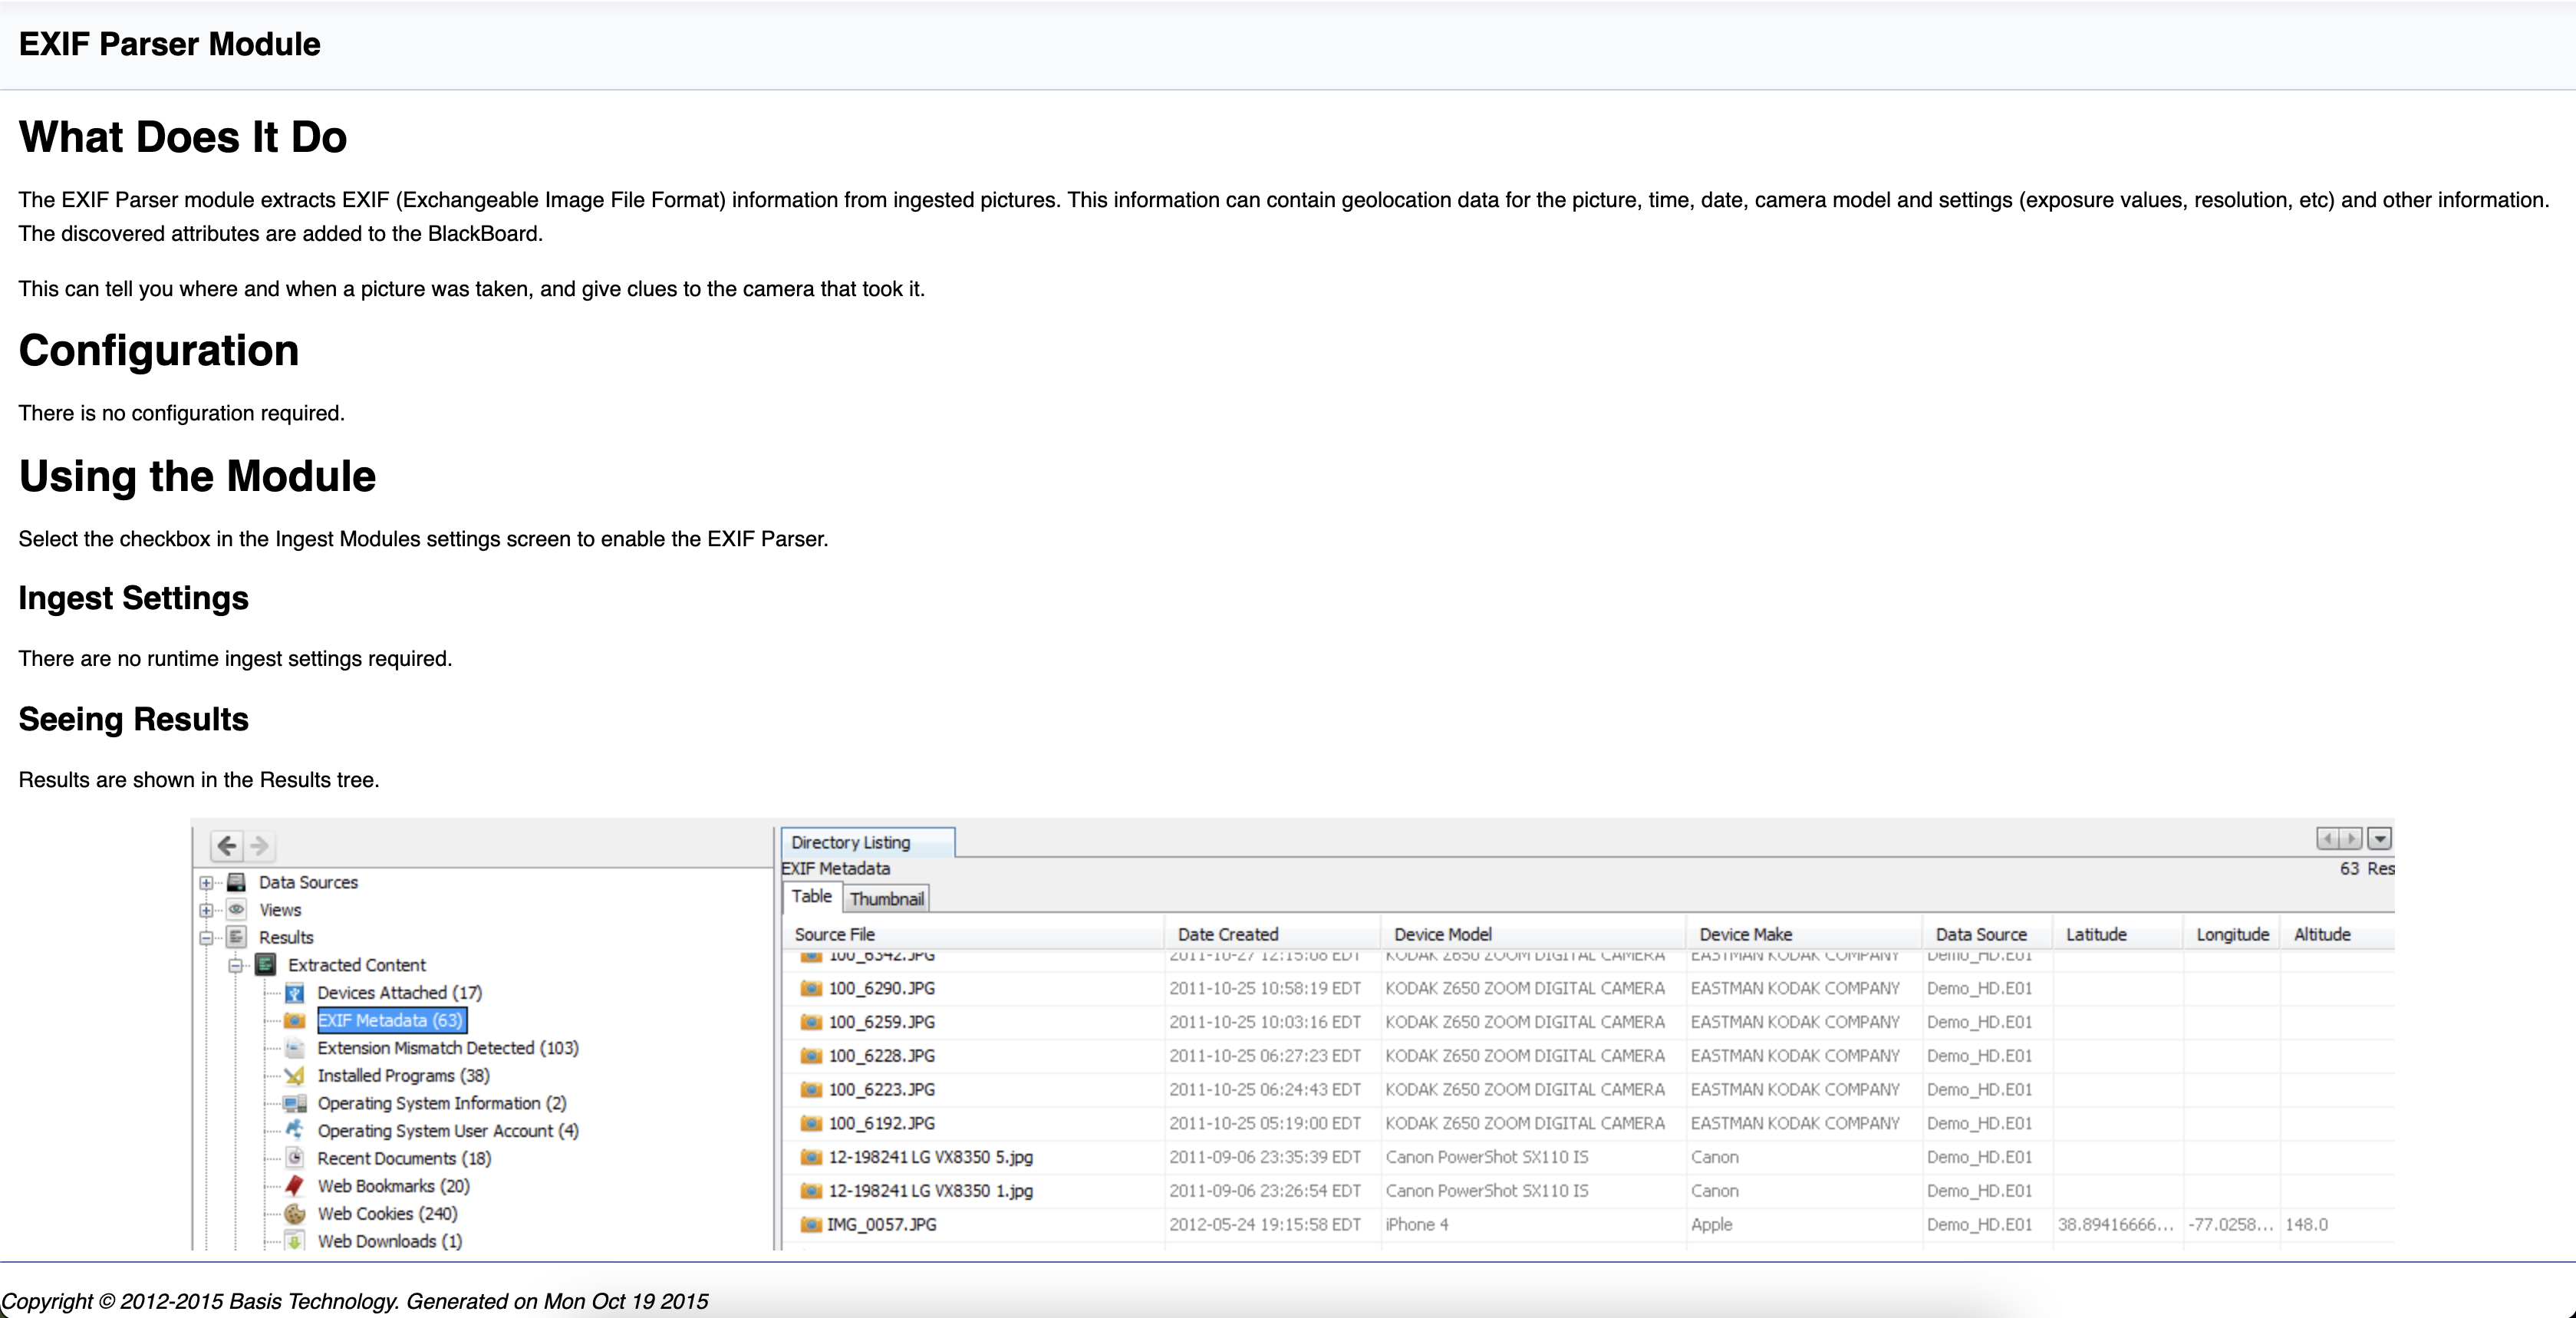 EXIF Parser Module
What Does It Do
The EXIF Parser module extracts EXIF (Exchangeable Image File Format) information from ingested pictures. This information can contain geolocation data for the picture, time, date, camera model and settings (exposure values, resolution, etc) and other information.
The discovered attributes are added to the BlackBoard.
This can tell you where and when a picture was taken, and give clues to the camera that took it.
Configuration
There is no configuration required.
Using the Module
Select the checkbox in the Ingest Modules settings screen to enable the EXIF Parser.
Ingest Settings
There are no runtime ingest settings required.
Seeing Results
Results are shown in the Results tree.
Data Sources
Views
Results
Extracted Content
Devices Attached (17)
EXIF Metadata (63)
Extension Mismatch Detected (103)
Installed Programs (38)
Operating System Information (2)
Operating System User Account (4)
Recent Documents (18)
Web Bookmarks (20)
Web Cookies (240)
Web Downloads (1)
Directory Listing
EXIF Metadata 63 Res
Table Thumbnail
Source File Date Created Device Model Device Make Data Source Latitude Longitude Altitude
100_6342.JPG 2011-10-27 12:15:08 EDT KODAK Z650 ZOOM DIGITAL CAMERA EASTMAN KODAK COMPANY Demo_HD.E01
100_6290.JPG 2011-10-25 10:58:19 EDT KODAK Z650 ZOOM DIGITAL CAMERA EASTMAN KODAK COMPANY Demo_HD.E01
100_6259.JPG 2011-10-25 10:03:16 EDT KODAK Z650 ZOOM DIGITAL CAMERA EASTMAN KODAK COMPANY Demo_HD.E01
100_6228.JPG 2011-10-25 06:27:23 EDT KODAK Z650 ZOOM DIGITAL CAMERA EASTMAN KODAK COMPANY Demo_HD.E01
100_6223.JPG 2011-10-25 06:24:43 EDT KODAK Z650 ZOOM DIGITAL CAMERA EASTMAN KODAK COMPANY Demo_HD.E01
100_6192.JPG 2011-10-25 05:19:00 EDT KODAK Z650 ZOOM DIGITAL CAMERA EASTMAN KODAK COMPANY Demo_HD.E01
12-198241 LG VX8350 5.jpg 2011-09-06 23:35:39 EDT Canon PowerShot SX110 IS Canon Demo_HD.E01
12-198241 LG VX8350 1.jpg 2011-09-06 23:26:54 EDT Canon PowerShot SX110 IS Canon Demo_HD.E01
IMG_0057.JPG 2012-05-24 19:15:58 EDT iPhone 4 Apple Demo_HD.E01 38.89416666... -77.0258... 148.0
Copyright © 2012-2015 Basis Technology. Generated on Mon Oct 19 2015